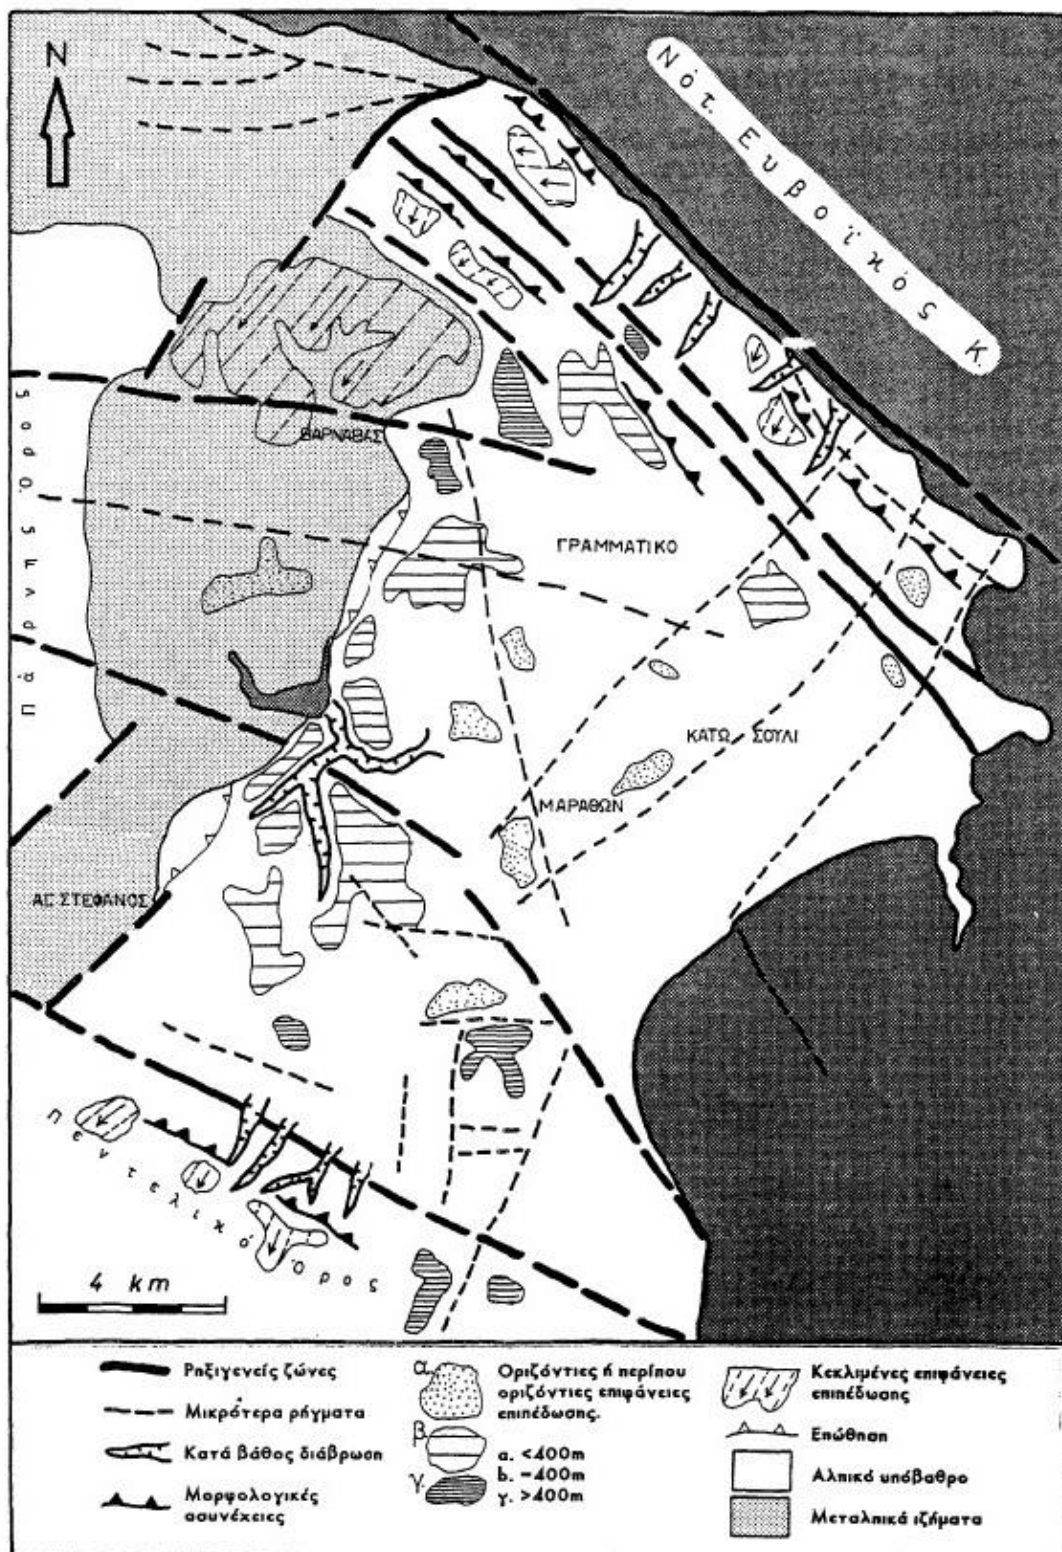 N
Νότ. Ευβοϊκός Κ.
ΒΑΡΝΑΒΑΣ
ΓΡΑΜΜΑΤΙΚΟ
ΚΑΤΩ ΣΟΥΛΙ
ΜΑΡΑΘΩΝ
ΑΓ. ΣΤΕΦΑΝΟΣ
Πεντελικό Όρος
4 km
Ρηξιγενείς ζώνες
Μικρότερα ρήγματα
Κατά βάθος διάβρωση
Μορφολογικές
ασυνέχειες
α.
β.
γ.
Οριζόντιες ή περίπου
οριζόντιες επιφάνειες
επιπέδωσης.
a. <400m
b. ≈400m
γ. >400m
Κεκλιμένες επιφάνειες
επιπέδωσης
Επώθηση
Αλπικό υπόβαθρο
Μεταλπικά ιζήματα